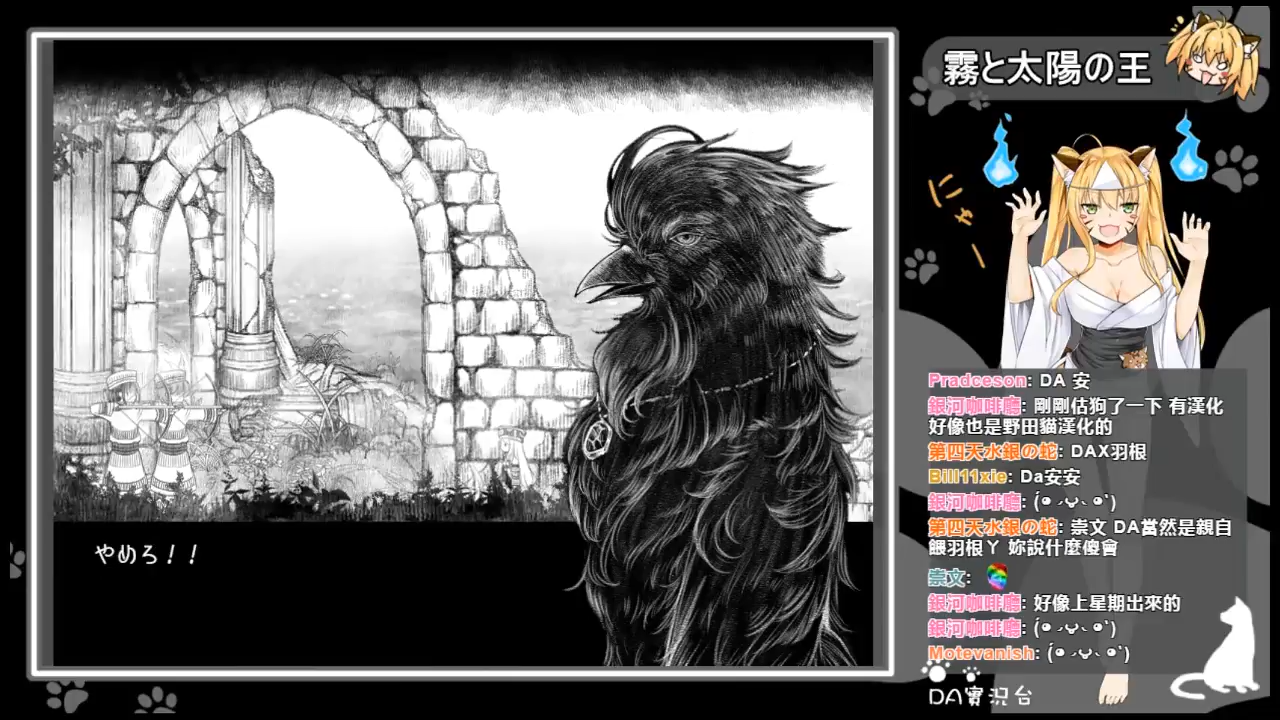 霧と太陽の王
にゃー
Pradceson: DA 安
銀河咖啡廳: 剛剛估狗了一下 有漢化
好像也是野田貓漢化的
第四天水銀の蛇: DAX羽根
Bill11xie: Da安安
銀河咖啡廳: (́◉◞౪◟◉‵)
第四天水銀の蛇: 崇文 DA當然是親自
餵羽根ㄚ 妳說什麼傻會
崇文:
銀河咖啡廳: 好像上星期出來的
銀河咖啡廳: (́◉◞౪◟◉‵)
Motevanish: (́◉◞౪◟◉‵)
DA實況台
やめろ！！